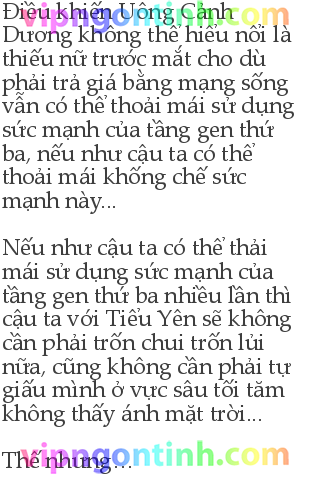 Điều khiến Uông Cảnh
Dương không thể hiểu nổi là
thiếu nữ trước mắt cho dù
phải trả giá bằng mạng sống
vẫn có thể thoải mái sử dụng
sức mạnh của tầng gen thứ
ba, nếu như cậu ta có thể
thoải mái khống chế sức
mạnh này...
Nếu như cậu ta có thể thải
mái sử dụng sức mạnh của
tầng gen thứ ba nhiều lần thì
cậu ta với Tiểu Yên sẽ không
cần phải trốn chui trốn lủi
nữa, cũng không cần phải tự
giấu mình ở vực sâu tối tăm
không thấy ánh mặt trời...
Thế nhưng...
vipngontinh.com
vipngontinh.com